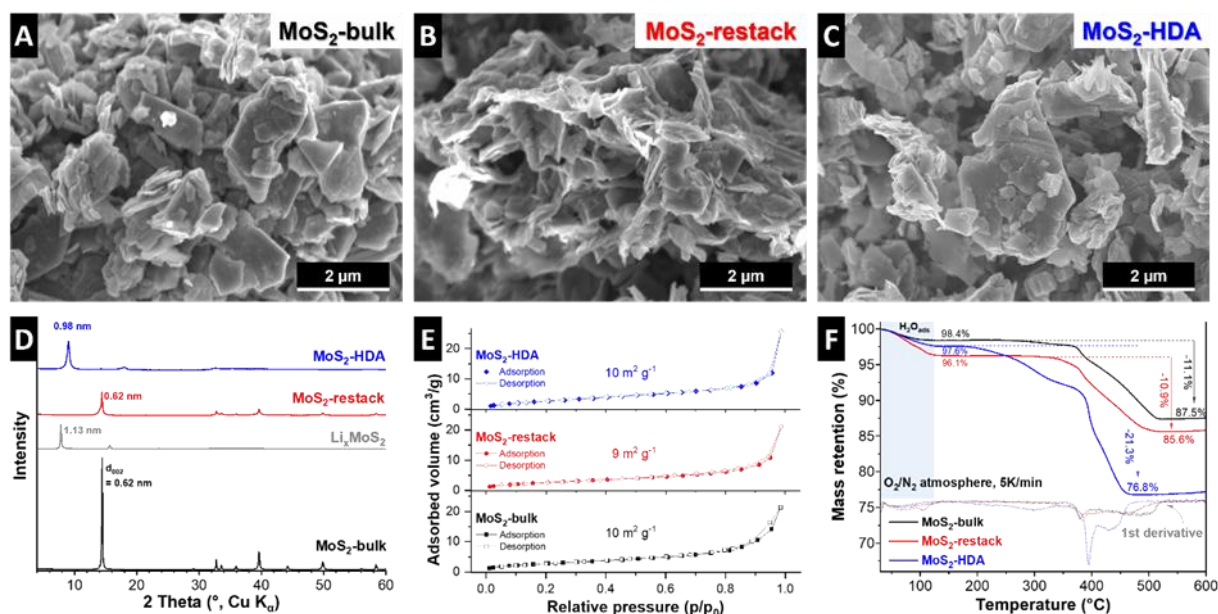 A
MoS₂-bulk
2 µm
B
MoS₂-restack
2 µm
C
MoS₂-HDA
2 µm
D
0.98 nm
MoS₂-HDA
0.62 nm
MoS₂-restack
1.13 nm
LiₓMoS₂
d₀₀₂
= 0.62 nm
MoS₂-bulk
4 10 20 30 40 50 60
2 Theta (°, Cu Kα)
Intensity
E
MoS₂-HDA
Adsorption
Desorption
10 m² g⁻¹
MoS₂-restack
Adsorption
Desorption
9 m² g⁻¹
MoS₂-bulk
Adsorption
Desorption
10 m² g⁻¹
25
20
15
10
5
0
20
15
10
5
0
20
10
0
0.0 0.2 0.4 0.6 0.8 1.0
Relative pressure (p/p₀)
Adsorbed volume (cm³/g)
F
H₂Oads
98.4%
97.6%
96.1%
-11.1%
-10.9%
87.5%
85.6%
-21.3%
76.8%
O₂/N₂ atmosphere, 5K/min
MoS₂-bulk
MoS₂-restack
MoS₂-HDA
1st derivative
100
95
90
85
80
75
70
100 200 300 400 500 600
Temperature (°C)
Mass retention (%)